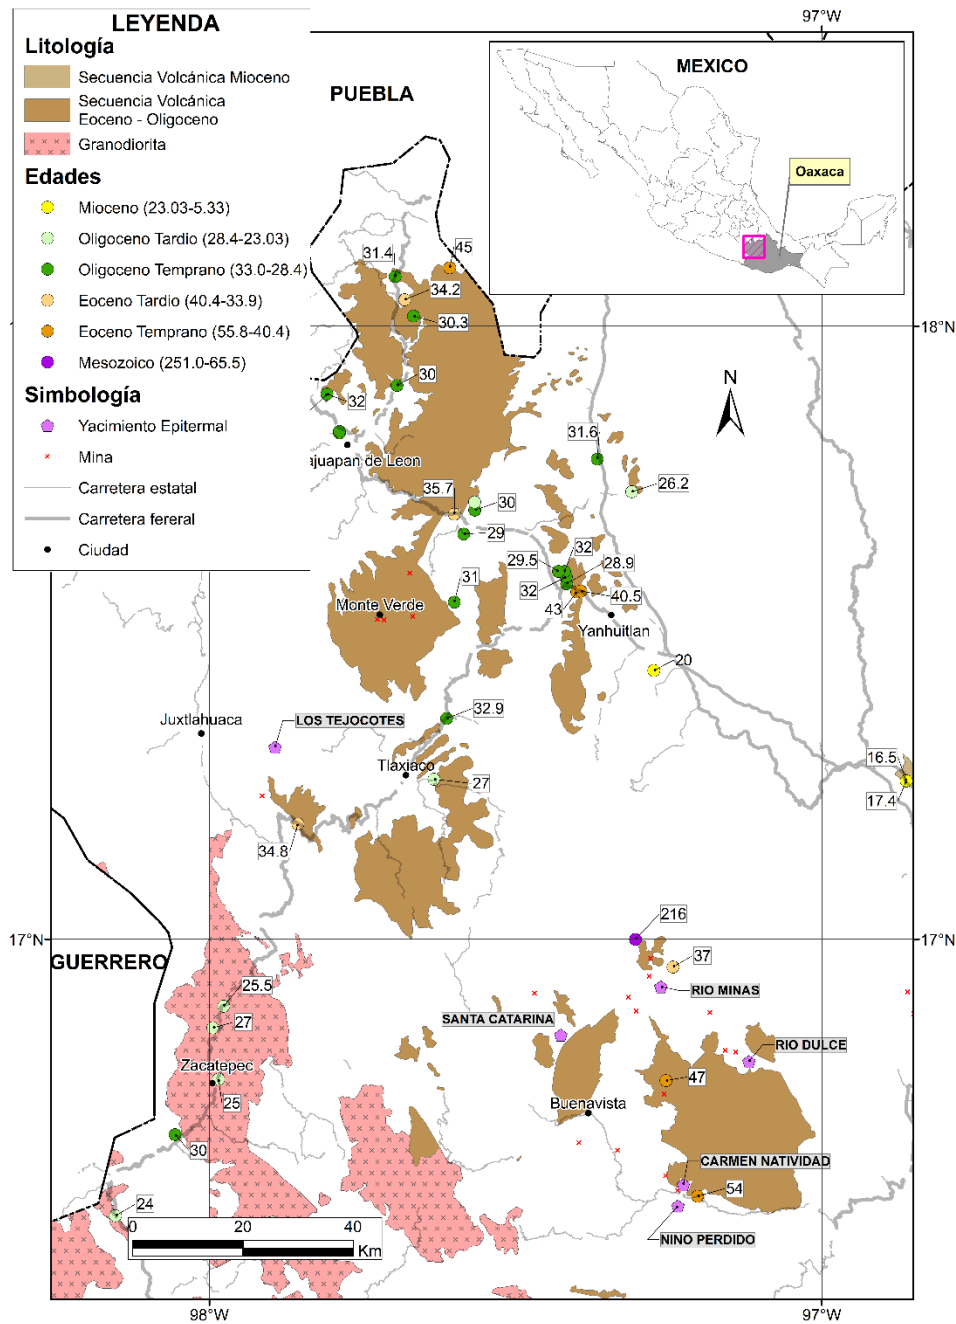 97°W
LEYENDA
Litología
Secuencia Volcánica Mioceno
Secuencia Volcánica
Eoceno - Oligoceno
Granodiorita
Edades
Mioceno (23.03-5.33)
Oligoceno Tardio (28.4-23.03)
Oligoceno Temprano (33.0-28.4)
Eoceno Tardio (40.4-33.9)
Eoceno Temprano (55.8-40.4)
Mesozoico (251.0-65.5)
Simbología
Yacimiento Epitermal
Mina
Carretera estatal
Carretera fereral
Ciudad
PUEBLA
MEXICO
Oaxaca
N
31.4
45
34.2
30.3
18°N
30
32
ajuapan de Leon
31.6
26.2
35.7
30
29
29.5
32
28.9
32
31
43
40.5
Monte Verde
Yanhuitlan
20
32.9
Juxtlahuaca
LOS TEJOCOTES
Tlaxiaco
27
16.5
17.4
34.8
216
17°N
17°N
37
GUERRERO
RIO MINAS
25.5
SANTA CATARINA
27
RIO DULCE
Zacatepec
47
25
Buenavista
30
CARMEN NATIVIDAD
54
24
NINO PERDIDO
0
20
40
Km
98°W
97°W